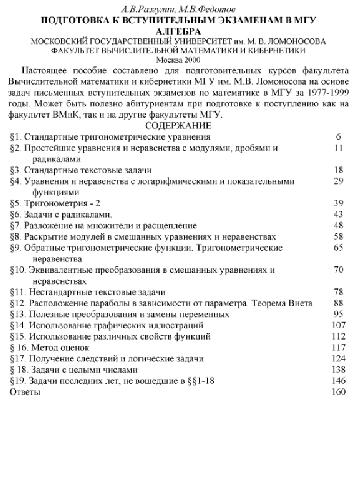 А.В.Разгулин, М.В.Федотов
ПОДГОТОВКА К ВСТУПИТЕЛЬНЫМ ЭКЗАМЕНАМ В МГУ
АЛГЕБРА
МОСКОВСКИЙ ГОСУДАРСТВЕННЫЙ УНИВЕРСИТЕТ им. М. В. ЛОМОНОСОВА
ФАКУЛЬТЕТ ВЫЧИСЛИТЕЛЬНОЙ МАТЕМАТИКИ И КИБЕРНЕТИКИ
Москва 2000
Настоящее пособие составлено для подготовительных курсов факультета
Вычислительной математики и кибернетики МГУ им. М.В. Ломоносова на основе
задач письменных вступительных экзаменов по математике в МГУ за 1977-1999
годы. Может быть полезно абитуриентам при подготовке к поступлению как на
факультет ВМиК, так и на другие факультеты МГУ.
СОДЕРЖАНИЕ
§1. Стандартные тригонометрические уравнения 6
§2. Простейшие уравнения и неравенства с модулями, дробями и 11
радикалами
§3. Стандартные текстовые задачи 18
§4. Уравнения и неравенства с логарифмическими и показательными 29
функциями
§5. Тригонометрия - 2 39
§6. Задачи с радикалами. 43
§7. Разложение на множители и расщепление 48
§8. Раскрытие модулей в смешанных уравнениях и неравенствах 58
§9. Обратные тригонометрические функции. Тригонометрические 65
неравенства
§10. Эквивалентные преобразования в смешанных уравнениях и 70
неравенствах
§11. Нестандартные текстовые задачи 78
§12. Расположение параболы в зависимости от параметра. Теорема Виета 88
§13. Полезные преобразования и замены переменных 95
§14. Использование графических иллюстраций 107
§15. Использование различных свойств функций 112
§ 16. Метод оценок 117
§17. Получение следствий и логические задачи 124
§ 18. Задачи с целыми числами 138
§19. Задачи последних лет, не вошедшие в §§1-18 146
Ответы 160